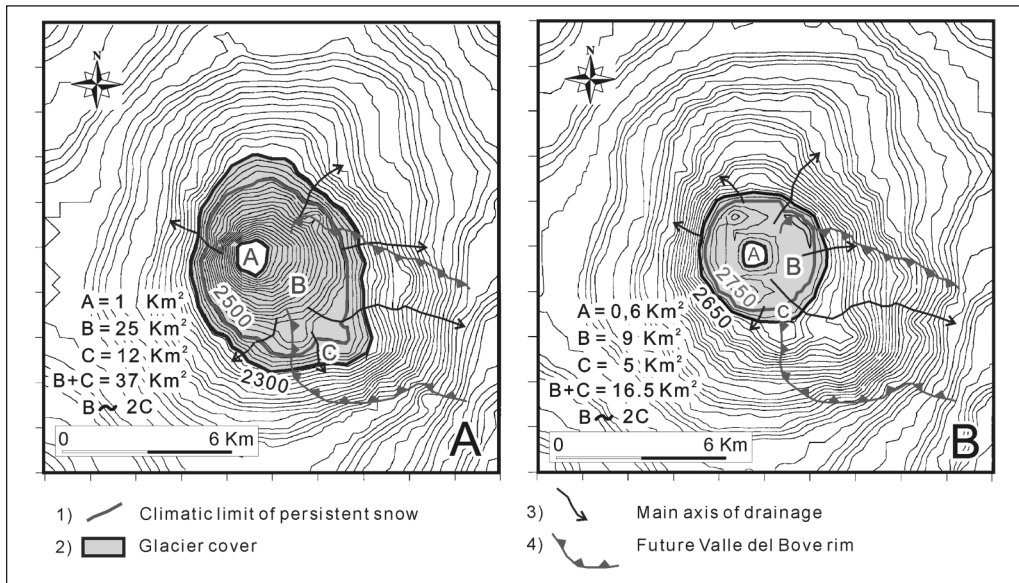 N
A
B
C
2500
2300
A = 1 Km²
B = 25 Km²
C = 12 Km²
B+C = 37 Km²
B ~ 2C
0 6 Km
A
N
A
B
C
2750
2650
A = 0,6 Km²
B = 9 Km²
C = 5 Km²
B+C = 16.5 Km²
B ~ 2C
0 6 Km
B
1) Climatic limit of persistent snow
2) Glacier cover
3) Main axis of drainage
4) Future Valle del Bove rim